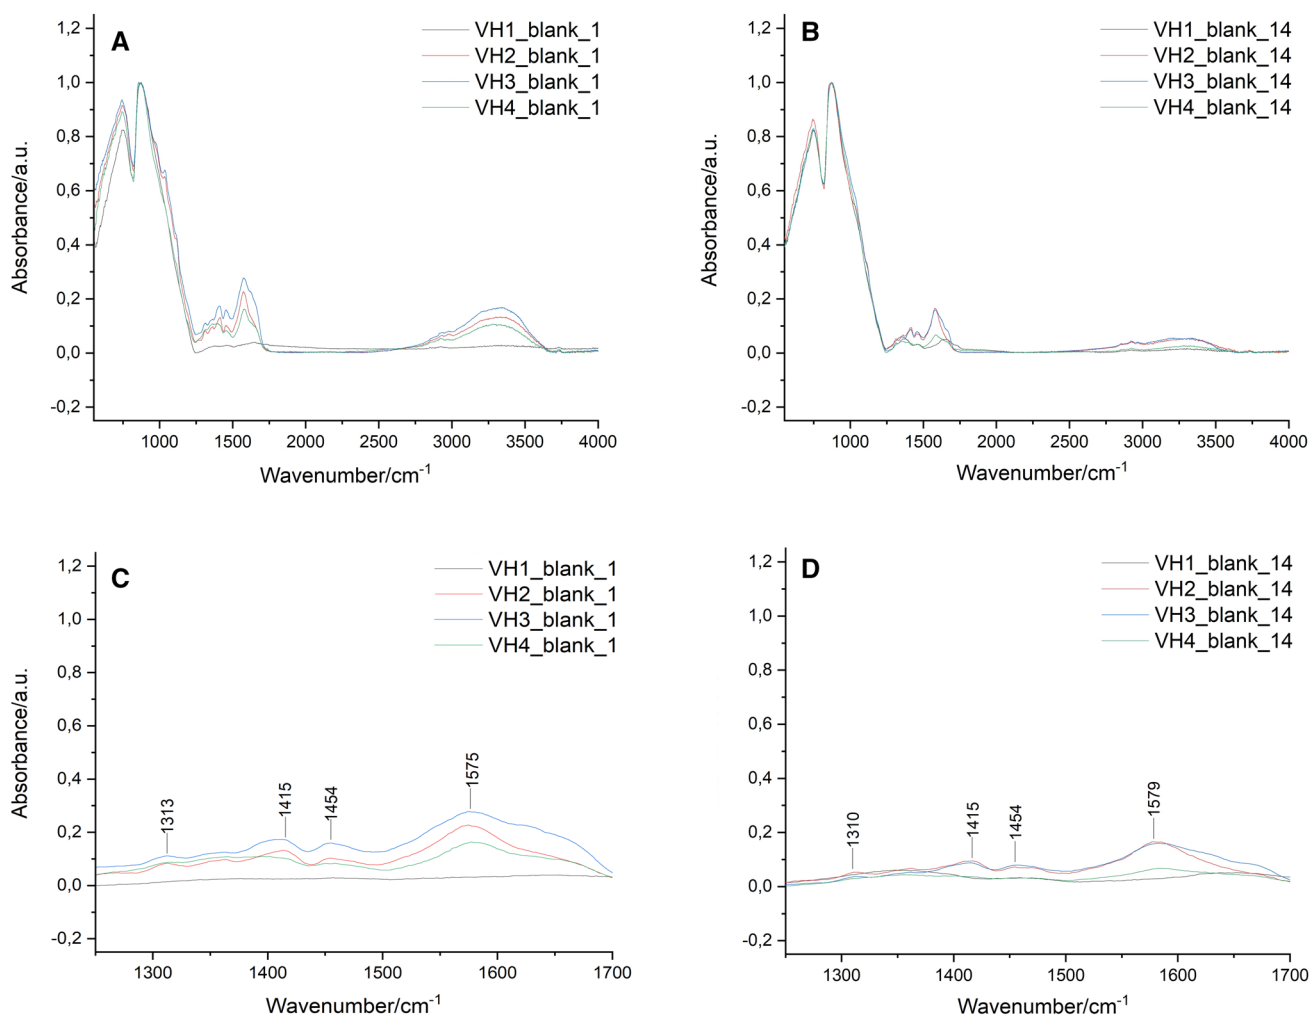 A
VH1_blank_1
VH2_blank_1
VH3_blank_1
VH4_blank_1
1,2
1,0
0,8
0,6
0,4
0,2
0,0
-0,2
Absorbance/a.u.
1000 1500 2000 2500 3000 3500 4000
Wavenumber/cm-1
B
VH1_blank_14
VH2_blank_14
VH3_blank_14
VH4_blank_14
1,2
1,0
0,8
0,6
0,4
0,2
0,0
-0,2
Absorbance/a.u.
1000 1500 2000 2500 3000 3500 4000
Wavenumber/cm-1
C
VH1_blank_1
VH2_blank_1
VH3_blank_1
VH4_blank_1
1,2
1,0
0,8
0,6
0,4
0,2
0,0
-0,2
Absorbance/a.u.
1313
1415
1454
1575
1300 1400 1500 1600 1700
Wavenumber/cm-1
D
VH1_blank_14
VH2_blank_14
VH3_blank_14
VH4_blank_14
1,2
1,0
0,8
0,6
0,4
0,2
0,0
-0,2
1310
1415
1454
1579
1300 1400 1500 1600 1700
Wavenumber/cm-1